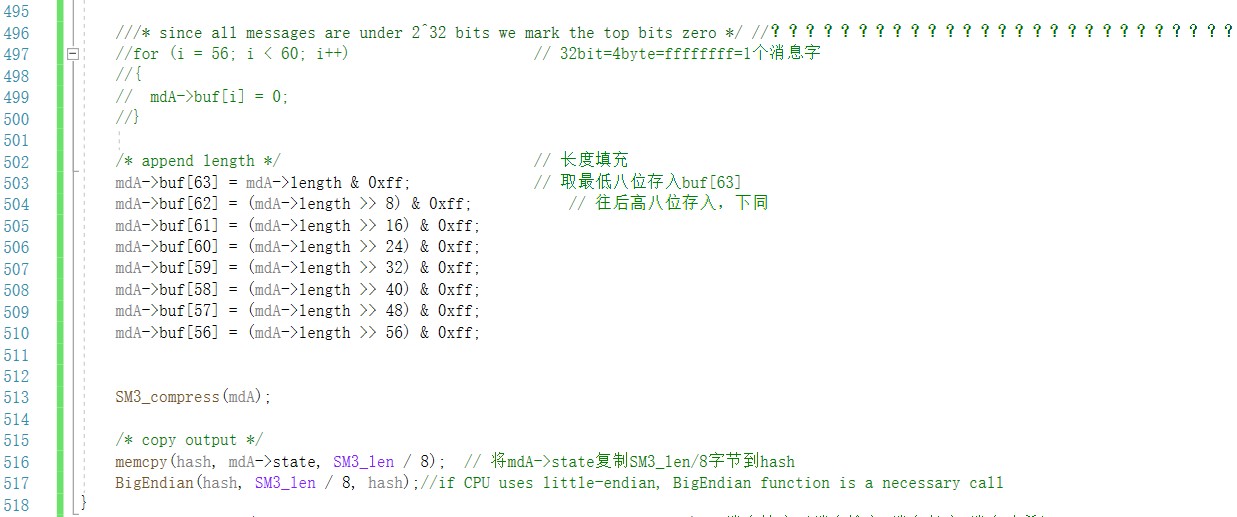 495
496 ///* since all messages are under 2^32 bits we mark the top bits zero */ //？？？？？？？？？？？？？？？？？？？？？？？？？？？
497 //for (i = 56; i < 60; i++) // 32bit=4byte=ffffffff=1个消息字
498 //{
499 // mdA->buf[i] = 0;
500 //}
501
502 /* append length */ // 长度填充
503 mdA->buf[63] = mdA->length & 0xff; // 取最低八位存入buf[63]
504 mdA->buf[62] = (mdA->length >> 8) & 0xff; // 往后高八位存入，下同
505 mdA->buf[61] = (mdA->length >> 16) & 0xff;
506 mdA->buf[60] = (mdA->length >> 24) & 0xff;
507 mdA->buf[59] = (mdA->length >> 32) & 0xff;
508 mdA->buf[58] = (mdA->length >> 40) & 0xff;
509 mdA->buf[57] = (mdA->length >> 48) & 0xff;
510 mdA->buf[56] = (mdA->length >> 56) & 0xff;
511
512
513 SM3_compress(mdA);
514
515 /* copy output */
516 memcpy(hash, mdA->state, SM3_len / 8); // 将mdA->state复制SM3_len/8字节到hash
517 BigEndian(hash, SM3_len / 8, hash);//if CPU uses little-endian, BigEndian function is a necessary call
518 }